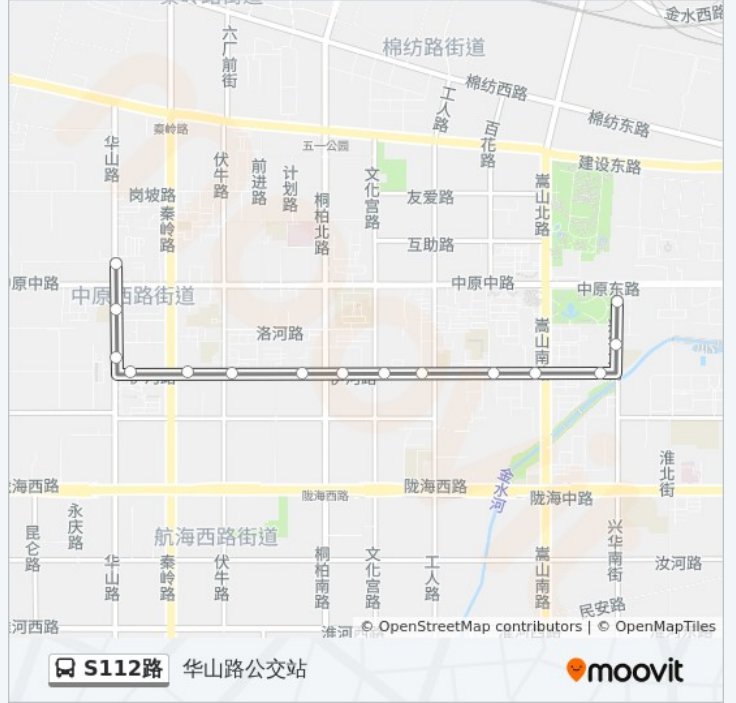 金水西路
六厂前街
棉纺路街道
棉纺西路
工人路
棉纺东路
百花路
秦岭路
华山路
五一公园
伏牛路
前进路
计划路
文化宫路
建设东路
嵩山北路
岗坡路
桐柏北路
友爱路
秦岭路
互助路
原中路
中原西路街道
中原中路
中原东路
洛河路
嵩山南
陇海西路
陇海西路
海西路
金水河
陇海中路
淮北街
永庆路
昆仑路
航海西路街道
兴华南街
华山路
秦岭路
伏牛路
桐柏南路
文化宫路
工人路
嵩山南路
汝河路
民安路
河西路
© OpenStreetMap contributors | © OpenMapTiles
S112路 华山路公交站
moovit